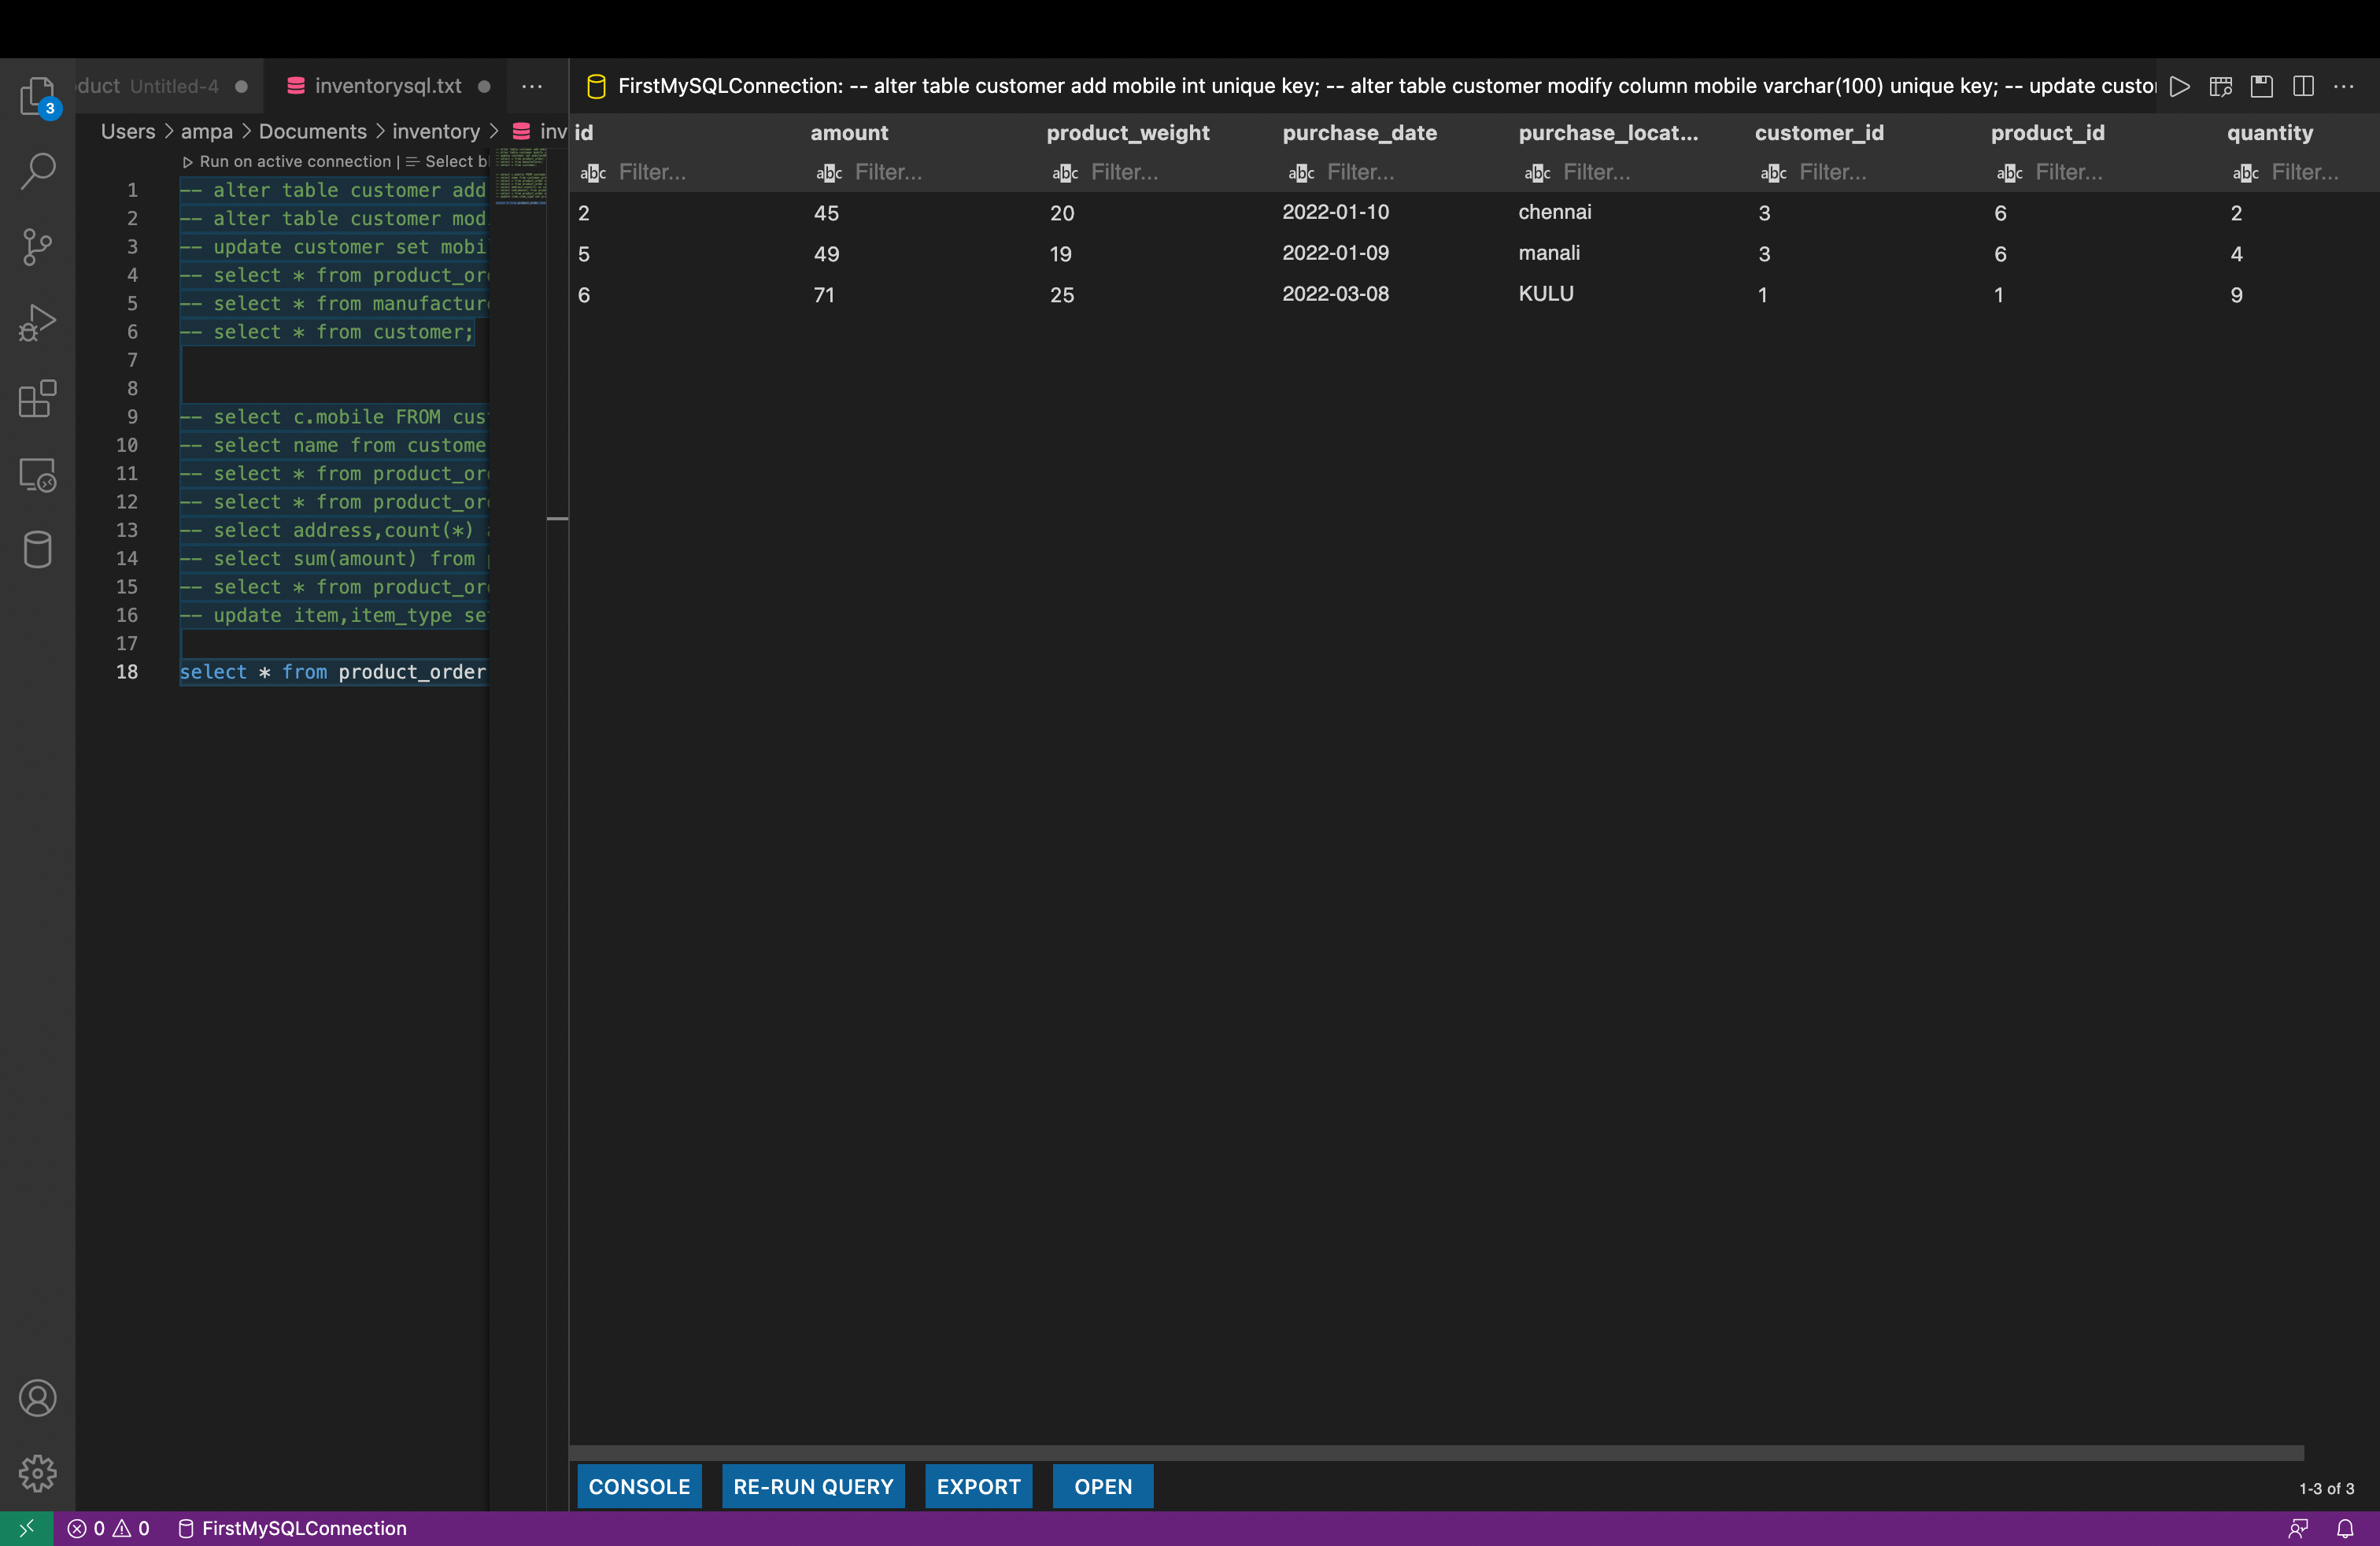 duct Untitled-4
inventorysql.txt
FirstMySQLConnection: -- alter table customer add mobile int unique key; -- alter table customer modify column mobile varchar(100) unique key; -- update custo
Users > ampa > Documents > inventory > inv
Run on active connection | Select b
1 -- alter table customer add
2 -- alter table customer mod
3 -- update customer set mobi
4 -- select * from product_or
5 -- select * from manufactur
6 -- select * from customer;
7
8
9 -- select c.mobile FROM cus
10 -- select name from custome
11 -- select * from product_or
12 -- select * from product_or
13 -- select address,count(*)
14 -- select sum(amount) from
15 -- select * from product_or
16 -- update item,item_type se
17
18 select * from product_order
id amount product_weight purchase_date purchase_locat... customer_id product_id quantity
abc Filter... abc Filter... abc Filter... abc Filter... abc Filter... abc Filter... abc Filter... abc Filter...
2 45 20 2022-01-10 chennai 3 6 2
5 49 19 2022-01-09 manali 3 6 4
6 71 25 2022-03-08 KULU 1 1 9
CONSOLE RE-RUN QUERY EXPORT OPEN
1-3 of 3
3
0 0 FirstMySQLConnection